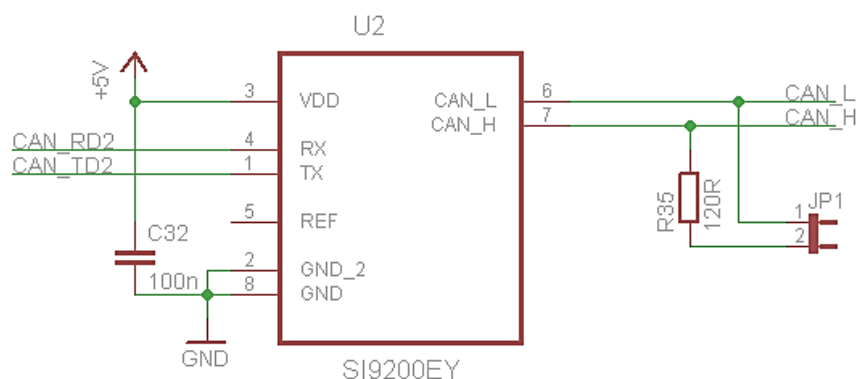 U2
+5V
3 VDD CAN_L 6 CAN_L
CAN_H 7 CAN_H
CAN_RD2 4 RX
CAN_TD2 1 TX
R35 120R JP1
1
2
5 REF
C32
100n
2 GND_2
8 GND
GND
SI9200EY